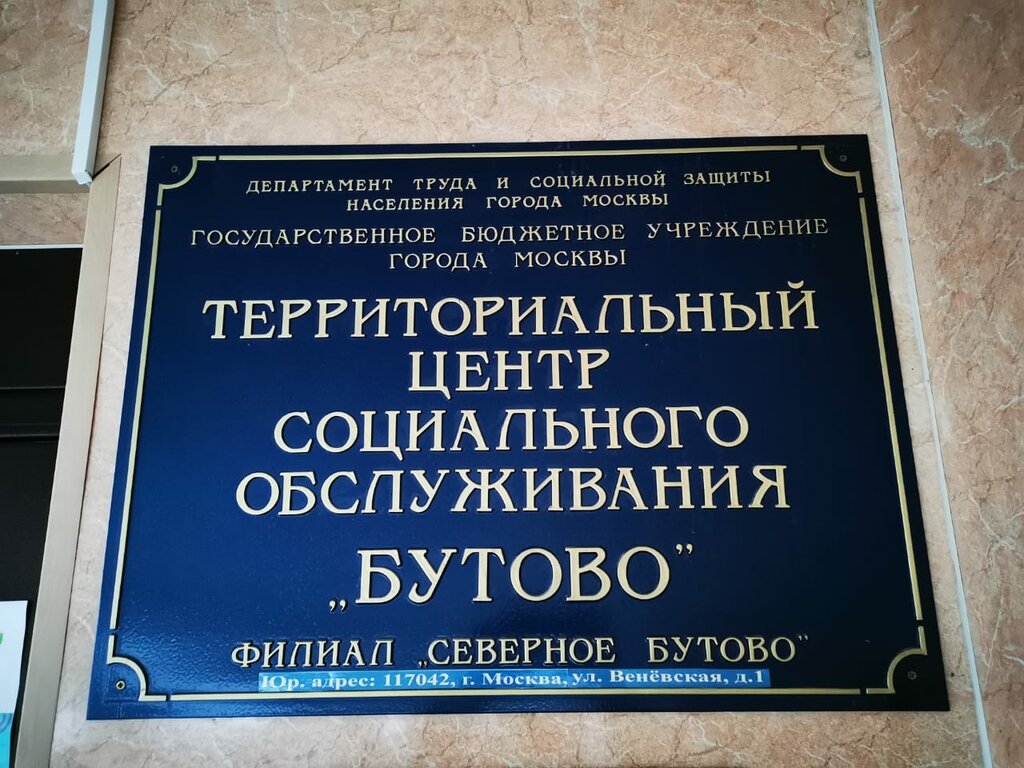 ДЕПАРТАМЕНТ ТРУДА И СОЦИАЛЬНОЙ ЗАЩИТЫ
НАСЕЛЕНИЯ ГОРОДА МОСКВЫ
ГОСУДАРСТВЕННОЕ БЮДЖЕТНОЕ УЧРЕЖДЕНИЕ
ГОРОДА МОСКВЫ
ТЕРРИТОРИАЛЬНЫЙ
ЦЕНТР
СОЦИАЛЬНОГО
ОБСЛУЖИВАНИЯ
„БУТОВО”
ФИЛИАЛ „СЕВЕРНОЕ БУТОВО”
Юр. адрес: 117042, г. Москва, ул. Венёвская, д.1